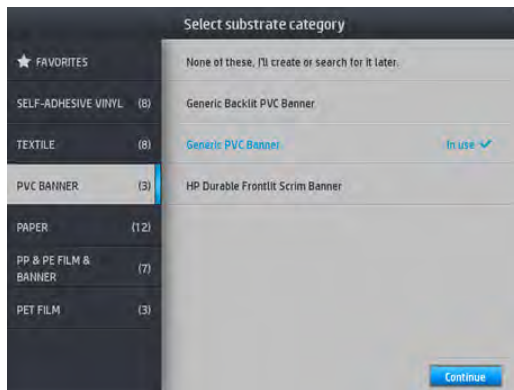 Select substrate category
FAVORITES
SELF-ADHESIVE VINYL (8)
TEXTILE (8)
PVC BANNER (3)
PAPER (12)
PP & PE FILM &
BANNER (7)
PET FILM (3)
None of these, I'll create or search for it later.
Generic Backlit PVC Banner
Generic PVC Banner In use
HP Durable Frontlit Scrim Banner
Continue